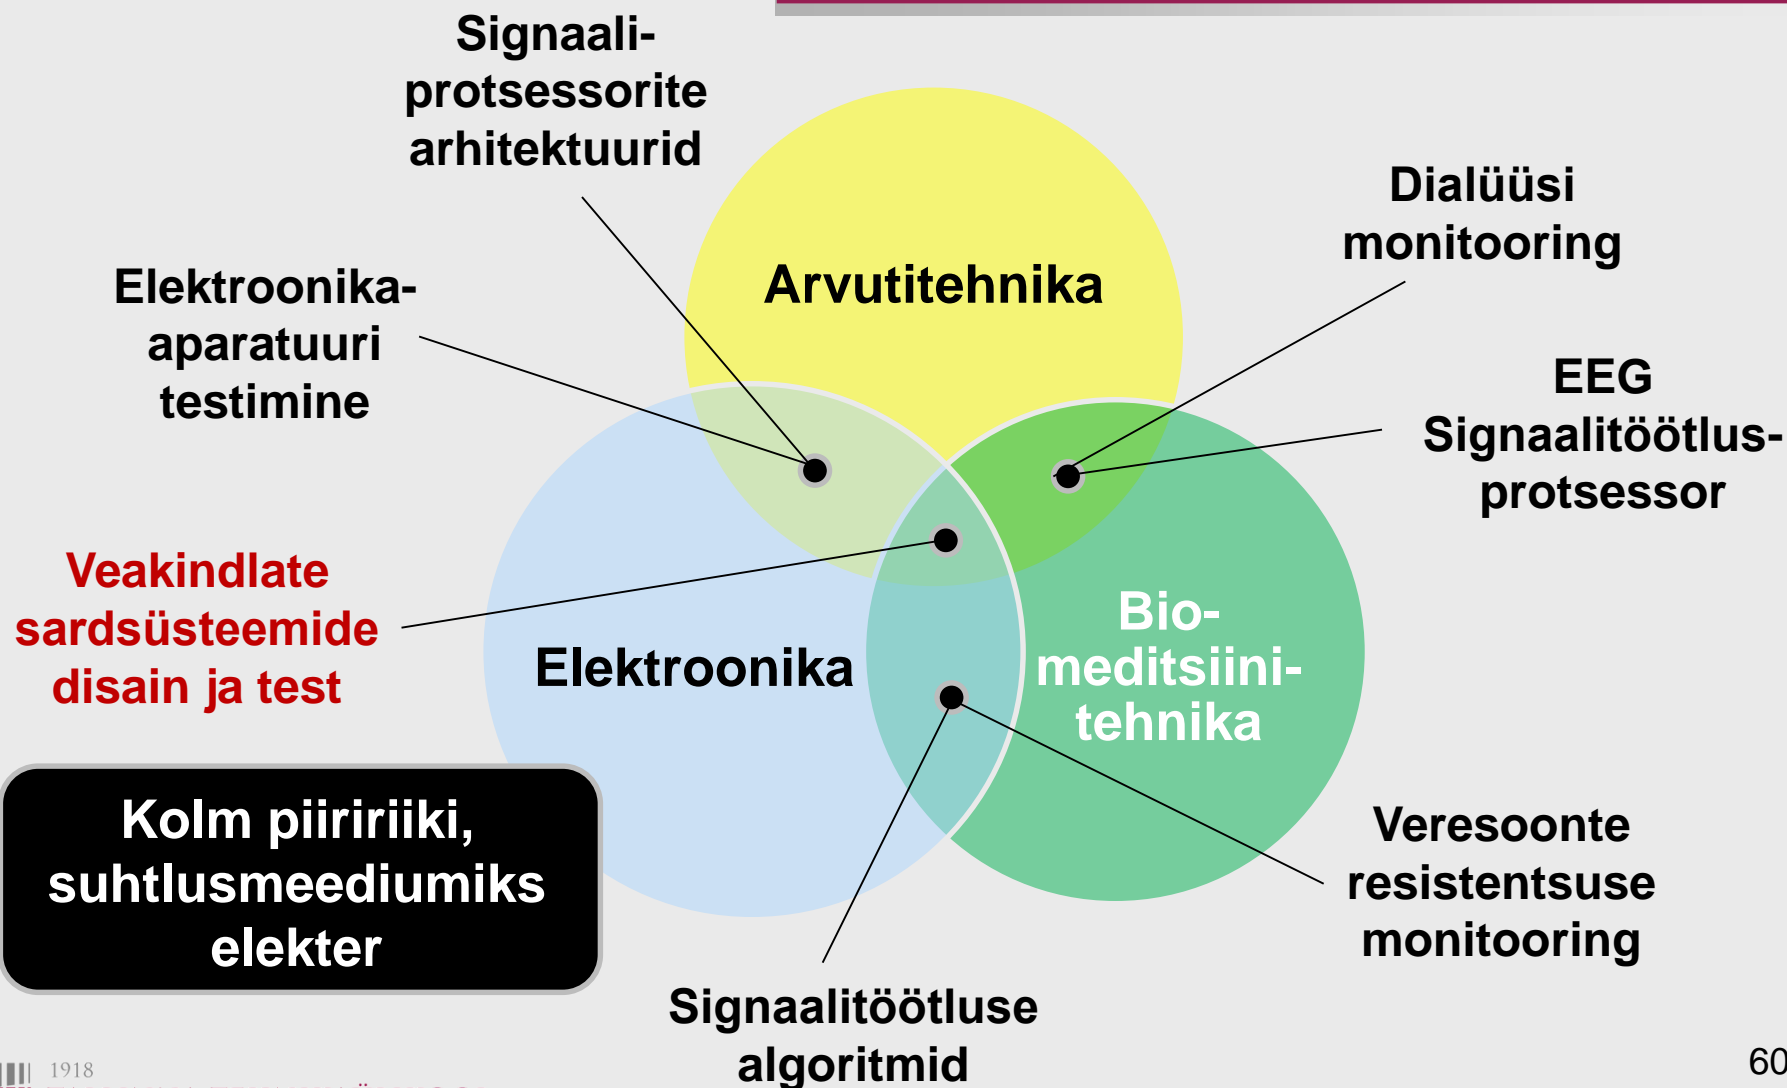 Signaali-
protsessorite
arhitektuurid
Dialüüsi
monitooring
Arvutitehnika
Elektroonika-
aparatuuri
testimine
EEG
Signaalitöötlus-
protsessor
Veakindlate
sardsüsteemide
disain ja test
Elektroonika
Bio-
meditsiini-
tehnika
Kolm piiririiki,
suhtlusmeediumiks
elekter
Veresoonte
resistentsuse
monitooring
Signaalitöötluse
algoritmid
1918
60